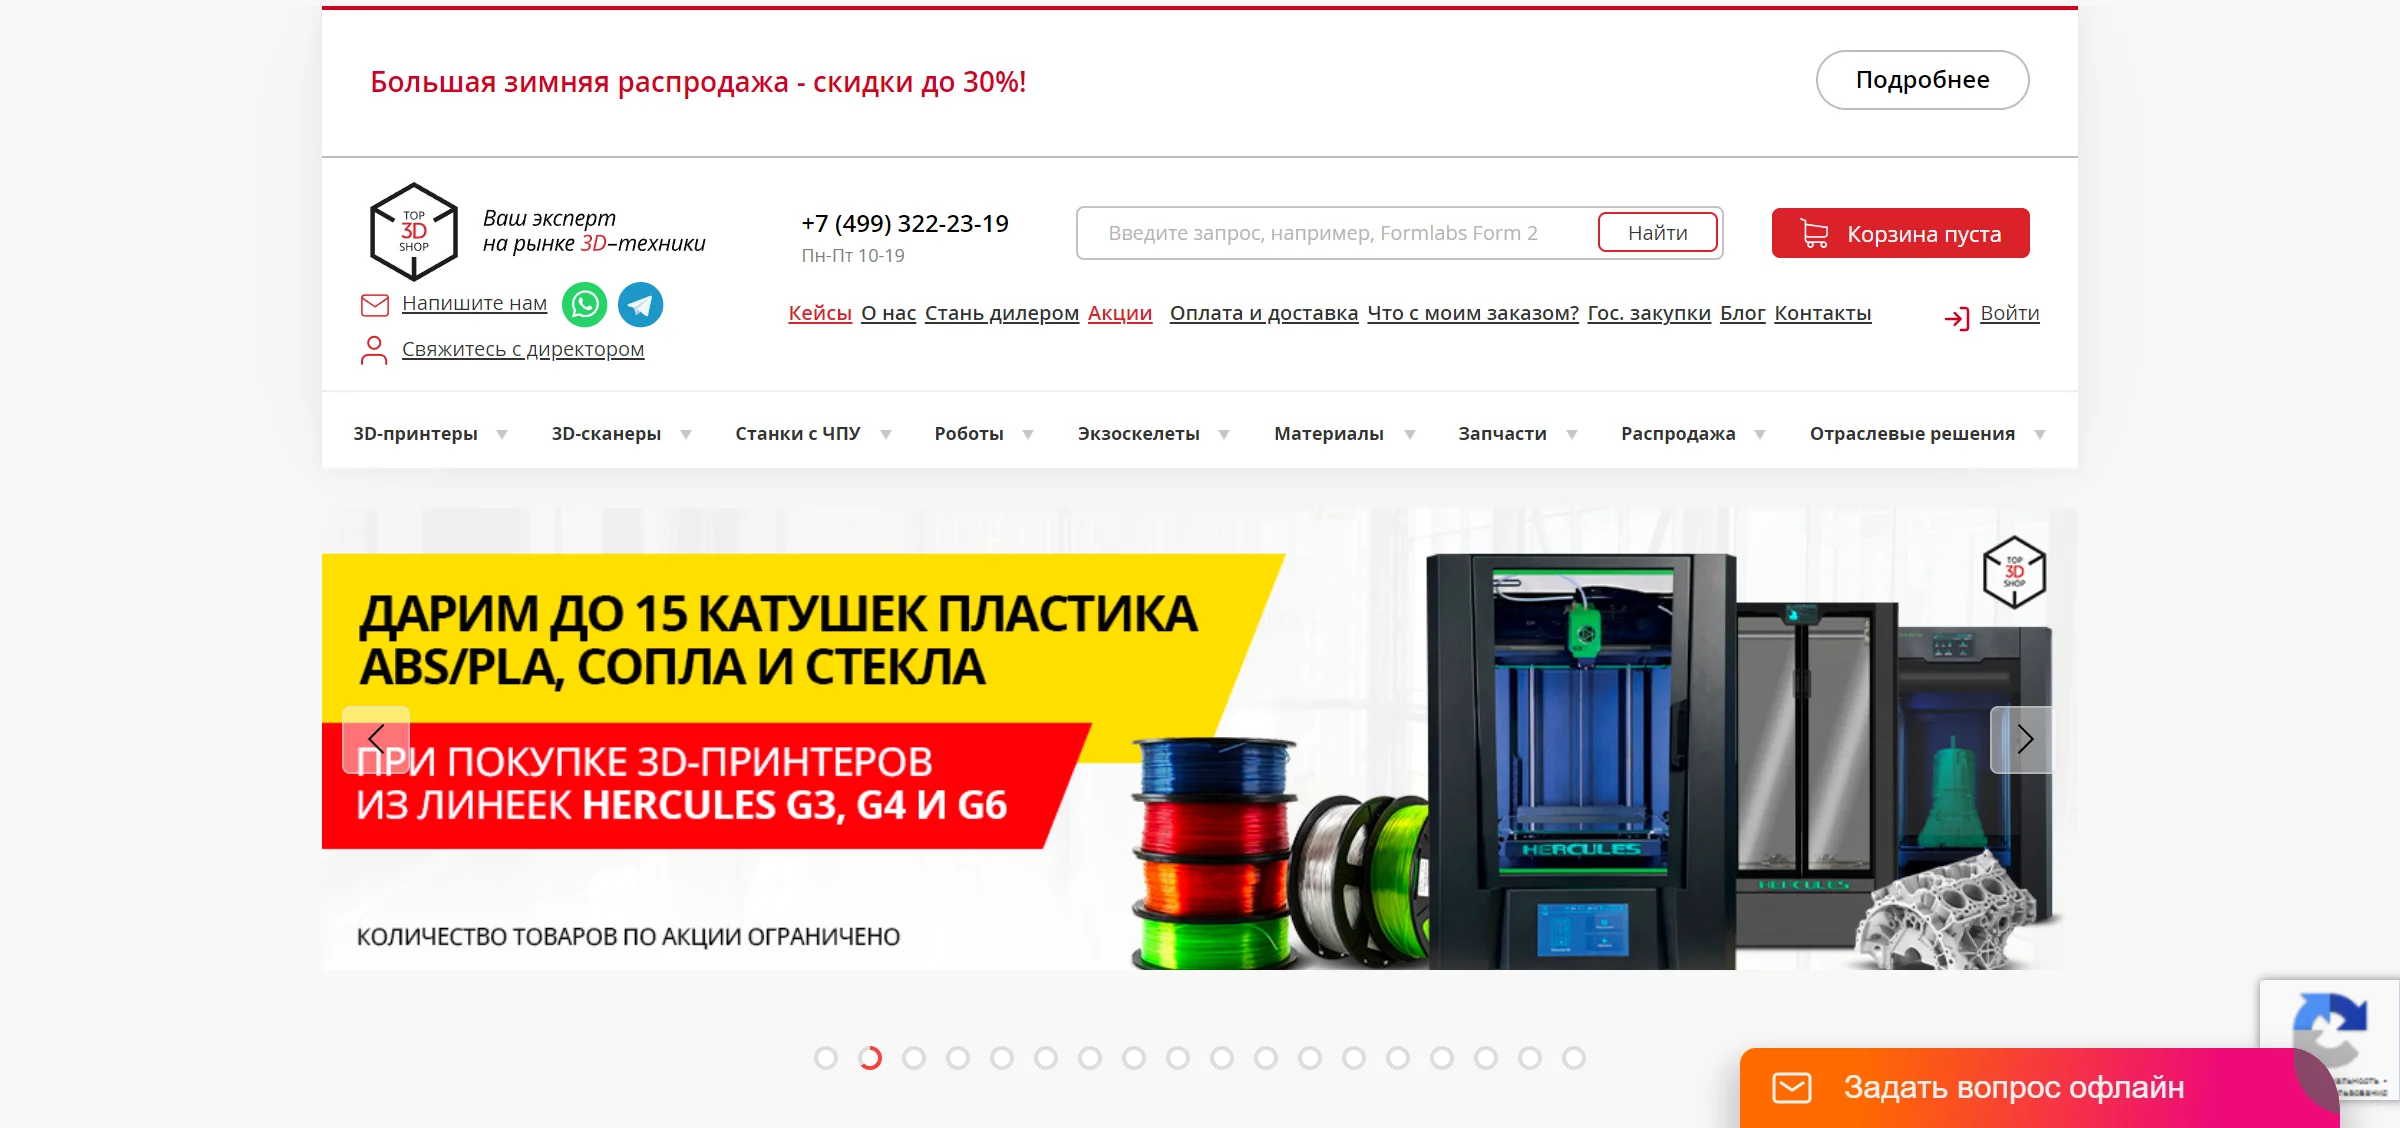 Большая зимняя распродажа - скидки до 30%!
Подробнее
TOP
3D
SHOP
Ваш эксперт
на рынке 3D–техники
+7 (499) 322-23-19
Пн-Пт 10-19
Введите запрос, например, Formlabs Form 2
Найти
Корзина пуста
Напишите нам
Свяжитесь с директором
Кейсы О нас Стань дилером Акции Оплата и доставка Что с моим заказом? Гос. закупки Блог Контакты
Войти
3D-принтеры 3D-сканеры Станки с ЧПУ Роботы Экзоскелеты Материалы Запчасти Распродажа Отраслевые решения
TOP
3D
SHOP
ДАРИМ ДО 15 КАТУШЕК ПЛАСТИКА
ABS/PLA, СОПЛА И СТЕКЛА
ПРИ ПОКУПКЕ 3D-ПРИНТЕРОВ
ИЗ ЛИНЕЕК HERCULES G3, G4 И G6
КОЛИЧЕСТВО ТОВАРОВ ПО АКЦИИ ОГРАНИЧЕНО
HERCULES
HERCULES
Задать вопрос офлайн